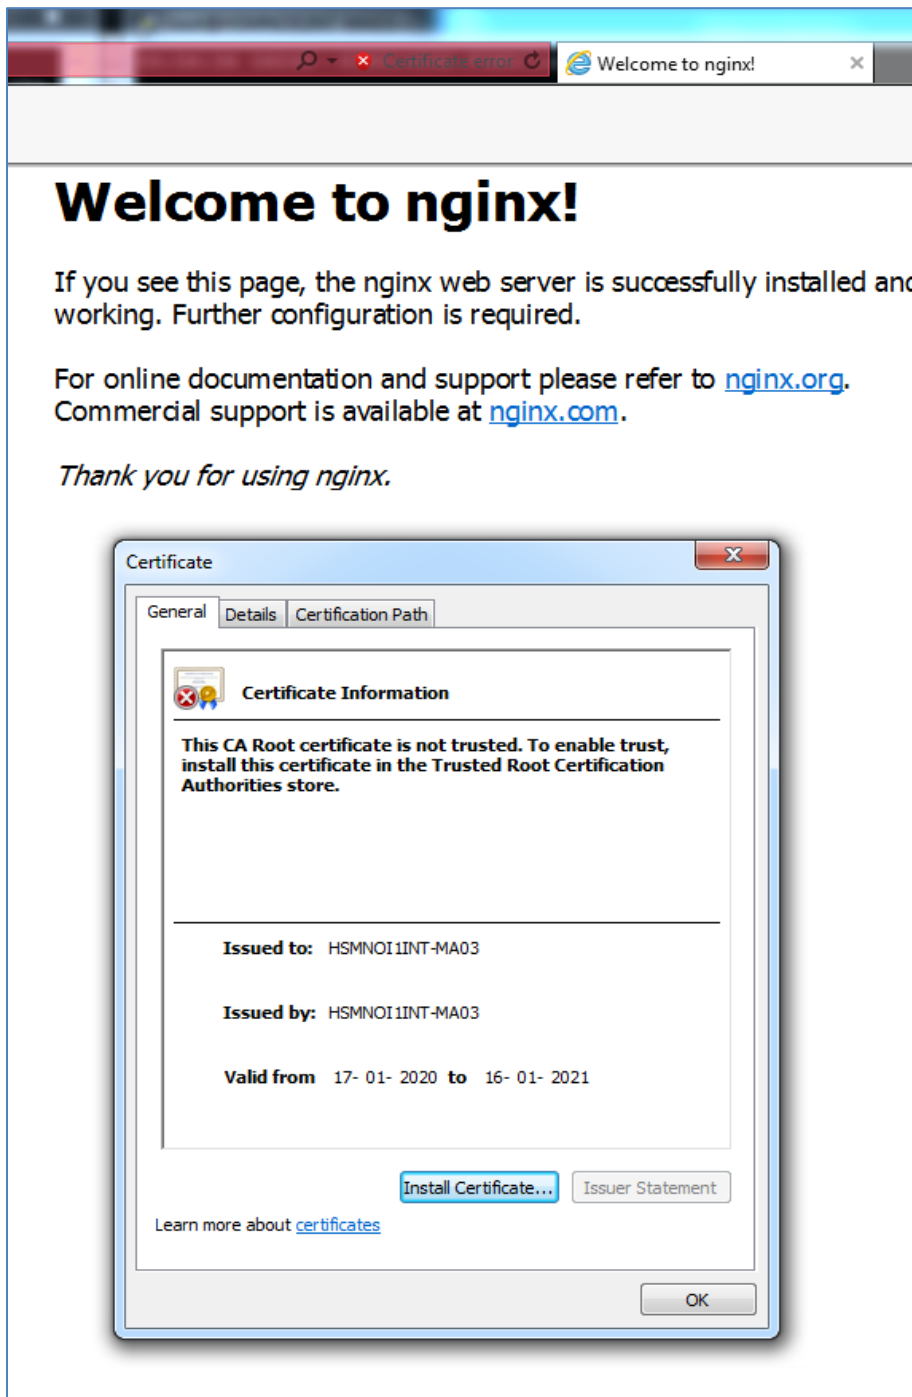 Certificate error
Welcome to nginx!
Welcome to nginx!
If you see this page, the nginx web server is successfully installed and
working. Further configuration is required.
For online documentation and support please refer to nginx.org.
Commercial support is available at nginx.com.
Thank you for using nginx.
Certificate
General Details Certification Path
Certificate Information
This CA Root certificate is not trusted. To enable trust,
install this certificate in the Trusted Root Certification
Authorities store.
Issued to: HSMNOI1INT-MA03
Issued by: HSMNOI1INT-MA03
Valid from 17- 01- 2020 to 16- 01- 2021
Install Certificate... Issuer Statement
Learn more about certificates
OK